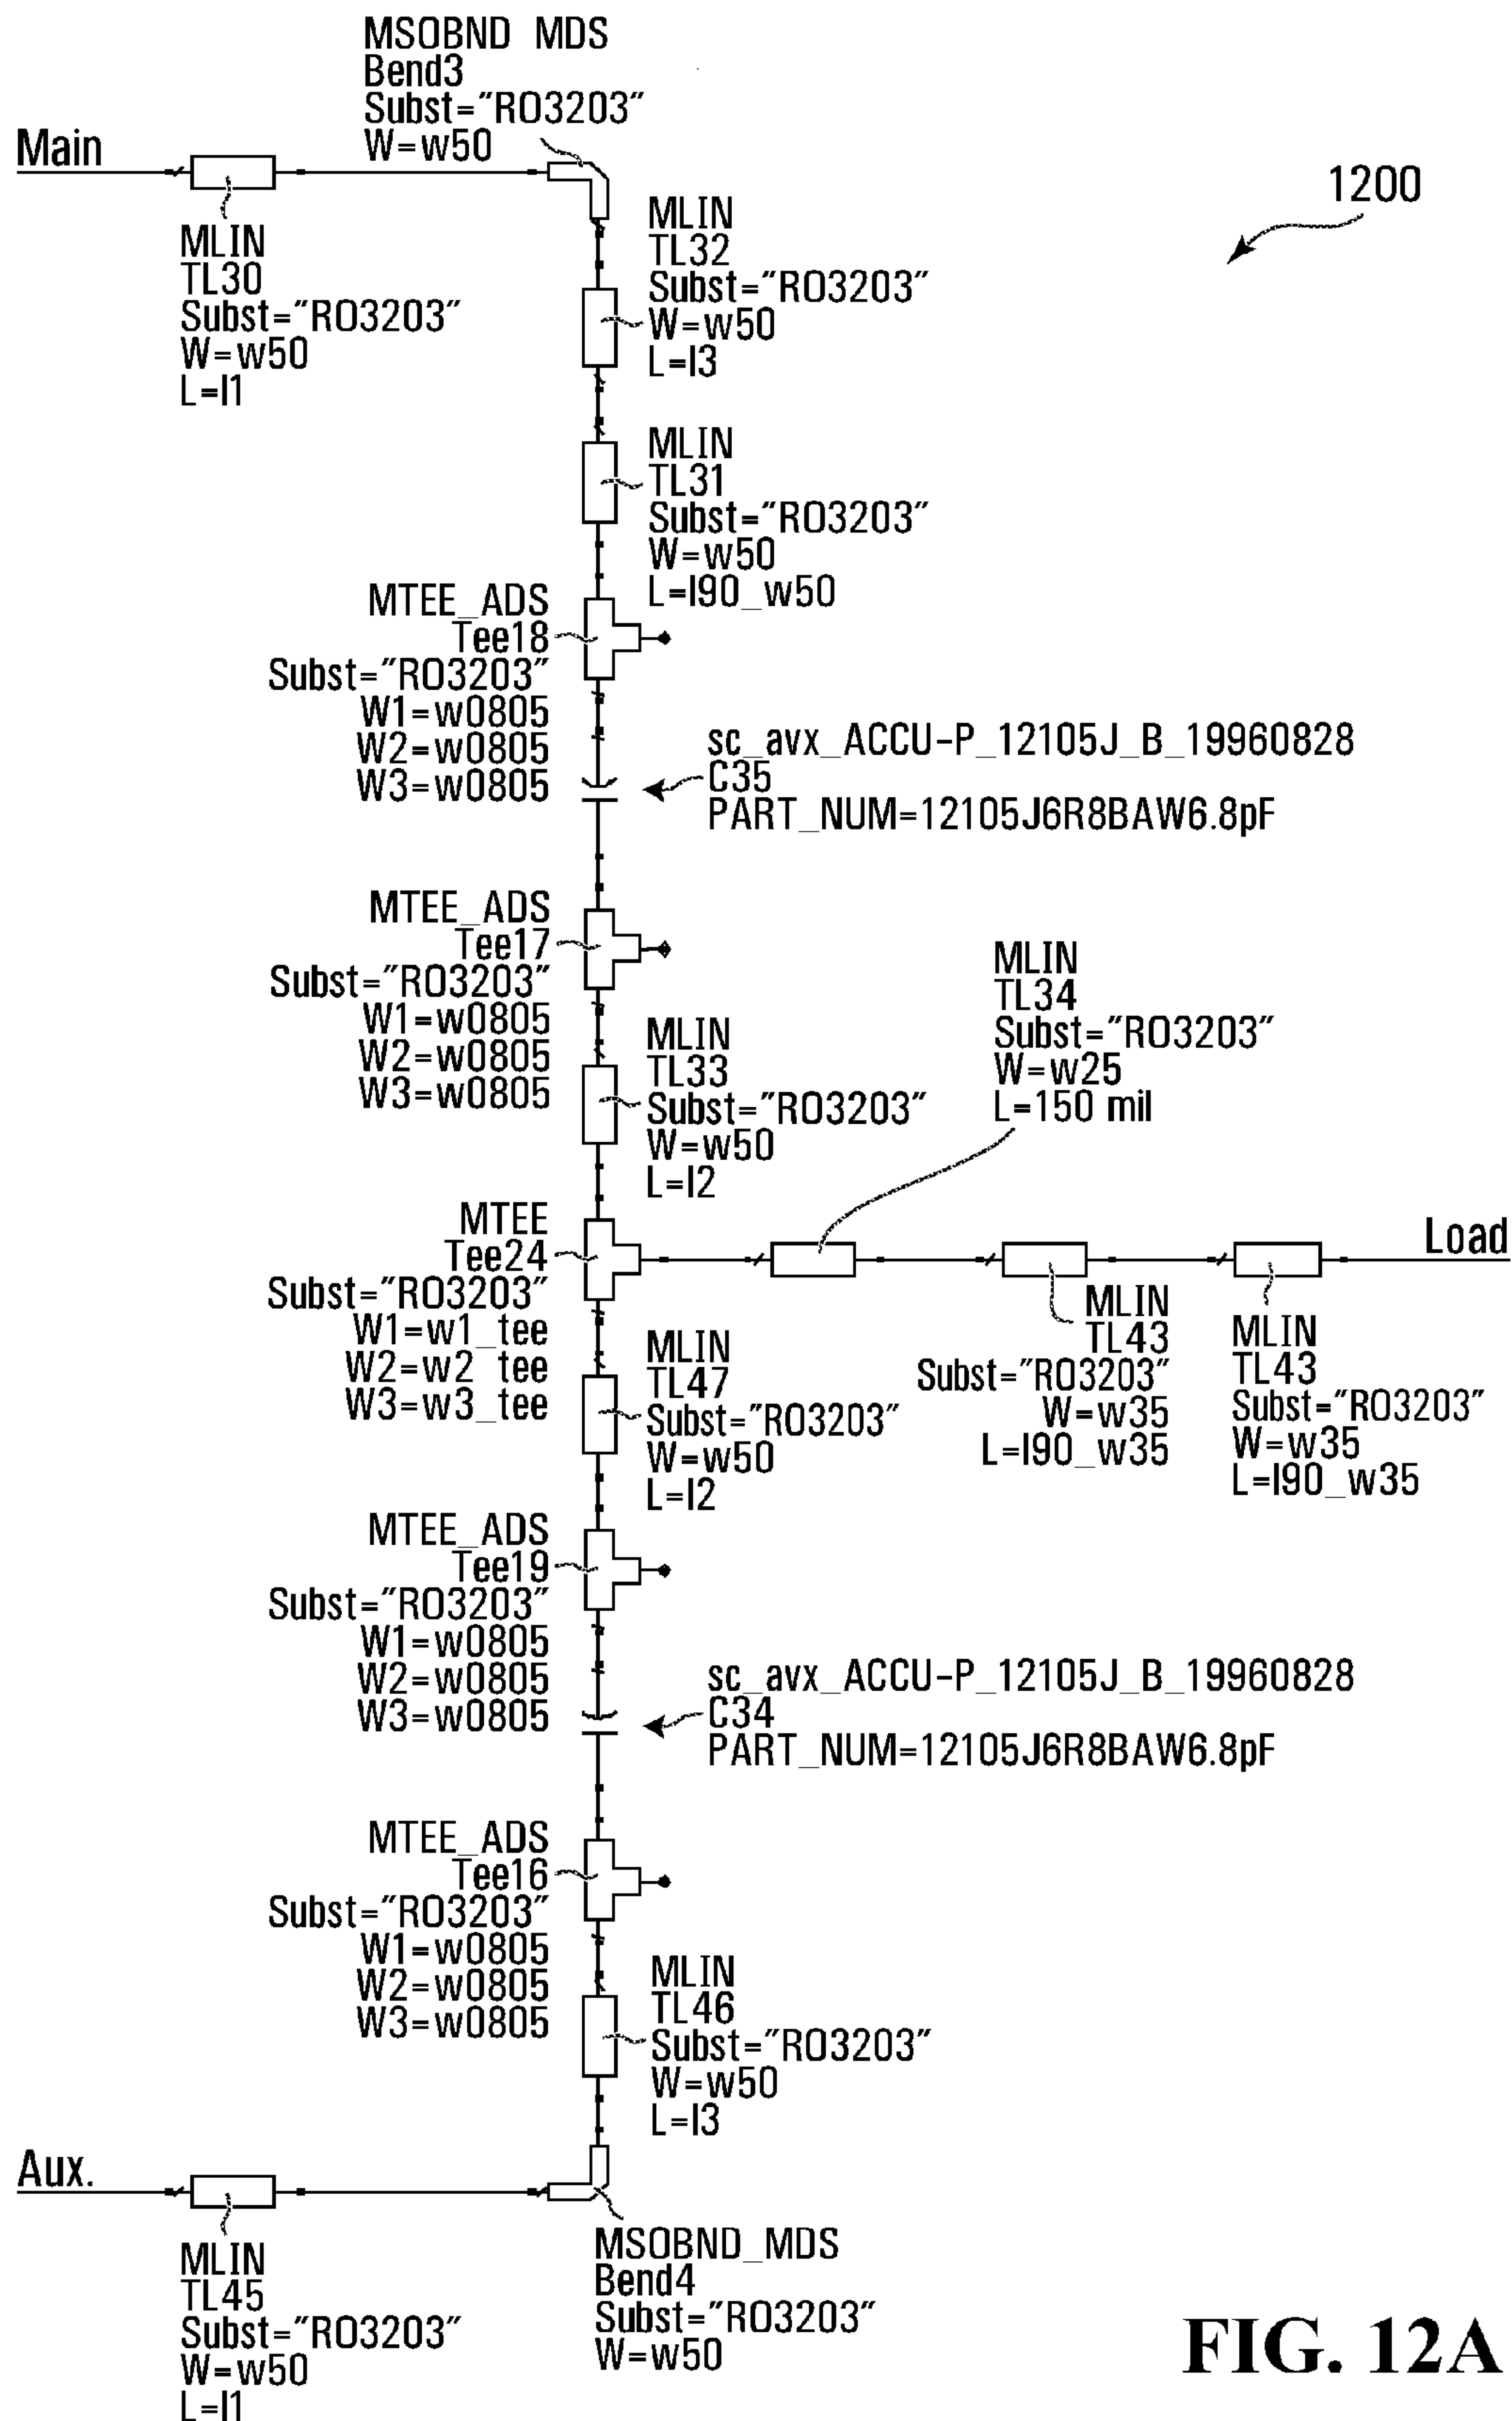 MSOBND MDS
Bend3
Subst="RO3203"
W=w50
Main
1200
MLIN
TL30
Subst="RO3203"
W=w50
L=l1
MLIN
TL32
Subst="RO3203"
W=w50
L=l3
MLIN
TL31
Subst="RO3203"
W=w50
L=l90_w50
MTEE_ADS
Tee18
Subst="RO3203"
W1=w0805
W2=w0805
W3=w0805
sc_avx_ACCU-P_12105J_B_19960828
C35
PART_NUM=12105J6R8BAW6.8pF
MTEE_ADS
Tee17
Subst="RO3203"
W1=w0805
W2=w0805
W3=w0805
MLIN
TL33
Subst="RO3203"
W=w50
L=l2
MLIN
TL34
Subst="RO3203"
W=w25
L=150 mil
MTEE
Tee24
Subst="RO3203"
W1=w1_tee
W2=w2_tee
W3=w3_tee
Load
MLIN
TL43
Subst="RO3203"
W=w35
L=l90_w35
MLIN
TL43
Subst="RO3203"
W=w35
L=l90_w35
MLIN
TL47
Subst="RO3203"
W=w50
L=l2
MTEE_ADS
Tee19
Subst="RO3203"
W1=w0805
W2=w0805
W3=w0805
sc_avx_ACCU-P_12105J_B_19960828
C34
PART_NUM=12105J6R8BAW6.8pF
MTEE_ADS
Tee16
Subst="RO3203"
W1=w0805
W2=w0805
W3=w0805
MLIN
TL46
Subst="RO3203"
W=w50
L=l3
Aux.
MLIN
TL45
Subst="RO3203"
W=w50
L=l1
MSOBND_MDS
Bend4
Subst="RO3203"
W=w50
FIG. 12A